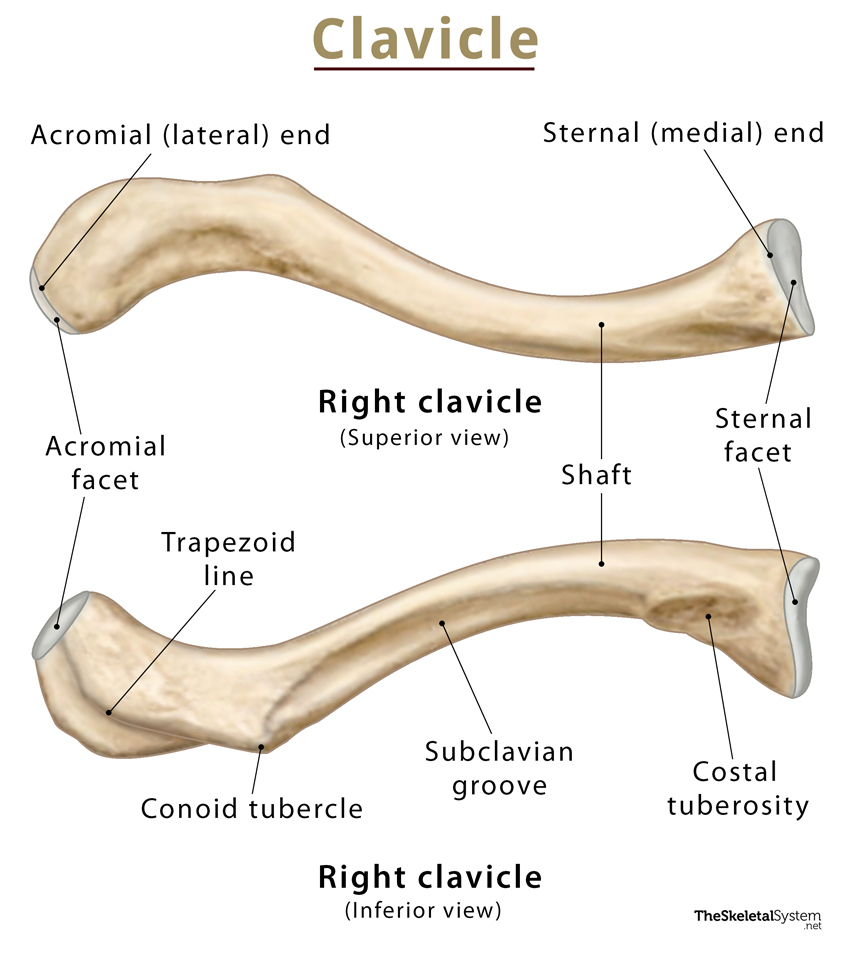 Clavicle
Acromial (lateral) end
Sternal (medial) end
Right clavicle
(Superior view)
Acromial
facet
Sternal
facet
Shaft
Trapezoid
line
Subclavian
groove
Costal
tuberosity
Conoid tubercle
Right clavicle
(Inferior view)
TheSkeletalSystem
.net